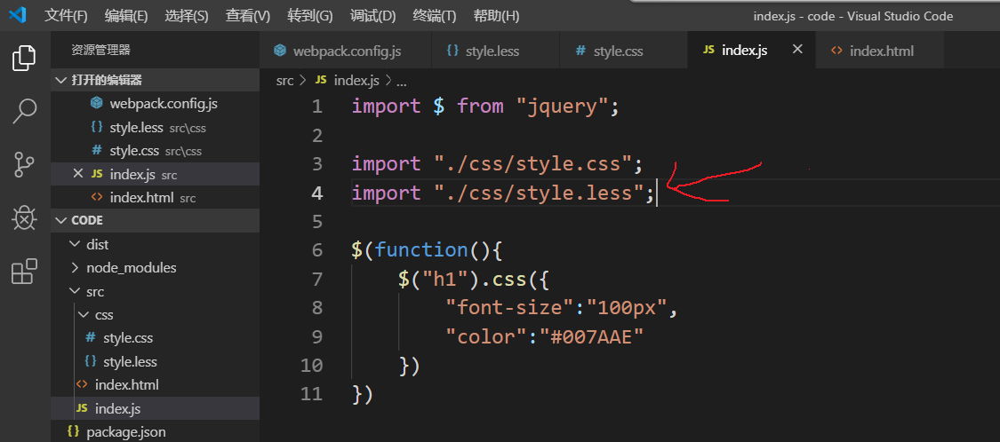 文件(F) 编辑(E) 选择(S) 查看(V) 转到(G) 调试(D) 终端(T) 帮助(H) index.js - code - Visual Studio Code
资源管理器
打开的编辑器
webpack.config.js
style.less src\css
style.css src\css
JS index.js src
index.html src
CODE
dist
node_modules
src
css
style.css
style.less
index.html
JS index.js
package.json
webpack.config.js style.less style.css JS index.js index.html
src > JS index.js > ...
1 import $ from "jquery";
2
3 import "./css/style.css";
4 import "./css/style.less";
5
6 $(function(){
7 $("h1").css({
8 "font-size":"100px",
9 "color":"#007AAE"
10 })
11 })